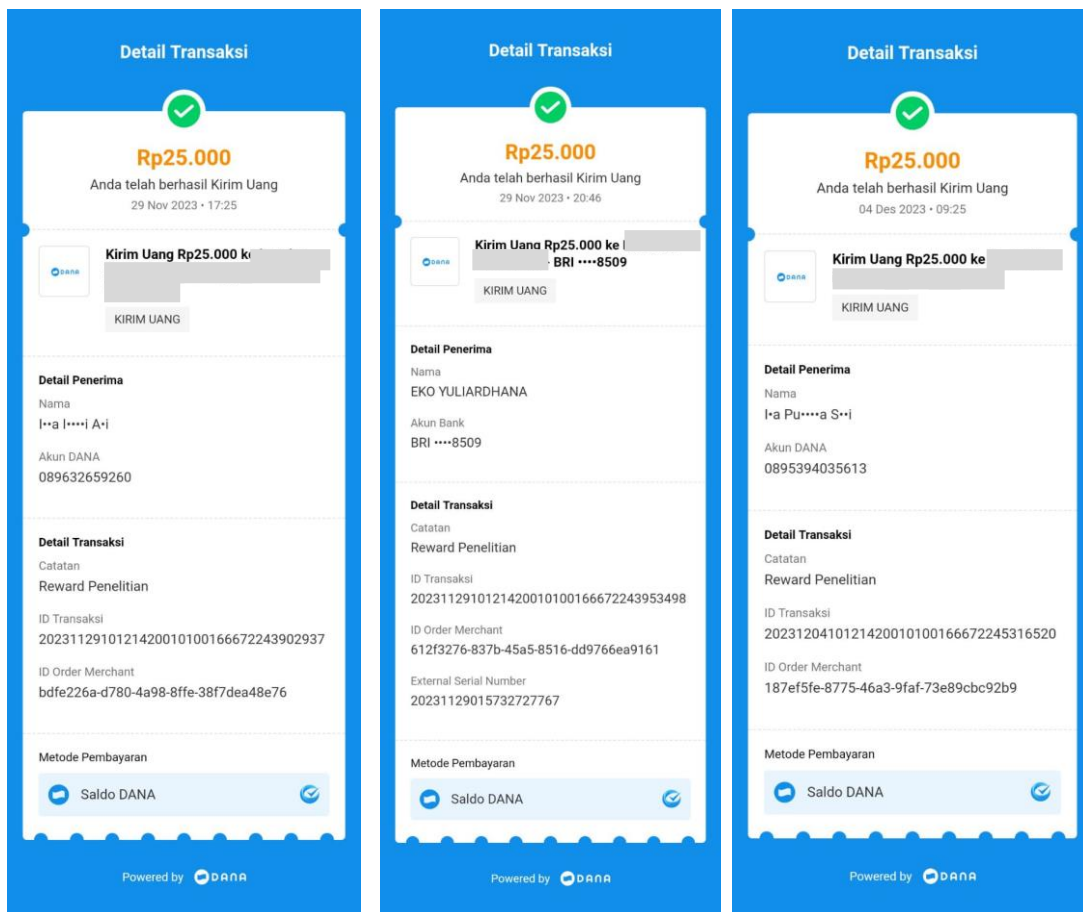 Detail Transaksi
Rp25.000
Anda telah berhasil Kirim Uang
29 Nov 2023 • 17:25
DANA
Kirim Uang Rp25.000
KIRIM UANG
Detail Penerima
Nama
I••a I••••i A•i
Akun DANA
089632659260
Detail Transaksi
Catatan
Reward Penelitian
ID Transaksi
2023112910121420010100166672243902937
ID Order Merchant
bdfe226a-d780-4a98-8ffe-38f7dea48e76
Metode Pembayaran
Saldo DANA
Powered by DANA
Detail Transaksi
Rp25.000
Anda telah berhasil Kirim Uang
29 Nov 2023 • 20:46
DANA
Kirim Uang Rp25.000 ke
BRI ••••8509
KIRIM UANG
Detail Penerima
Nama
EKO YULIARDHANA
Akun Bank
BRI ••••8509
Detail Transaksi
Catatan
Reward Penelitian
ID Transaksi
2023112910121420010100166672243953498
ID Order Merchant
612f3276-837b-45a5-8516-dd9766ea9161
External Serial Number
20231129015732727767
Metode Pembayaran
Saldo DANA
Powered by DANA
Detail Transaksi
Rp25.000
Anda telah berhasil Kirim Uang
04 Des 2023 • 09:25
DANA
Kirim Uang Rp25.000 ke
KIRIM UANG
Detail Penerima
Nama
I•a Pu••••a S••i
Akun DANA
0895394035613
Detail Transaksi
Catatan
Reward Penelitian
ID Transaksi
2023120410121420010100166672245316520
ID Order Merchant
187ef5fe-8775-46a3-9faf-73e89cbc92b9
Metode Pembayaran
Saldo DANA
Powered by DANA